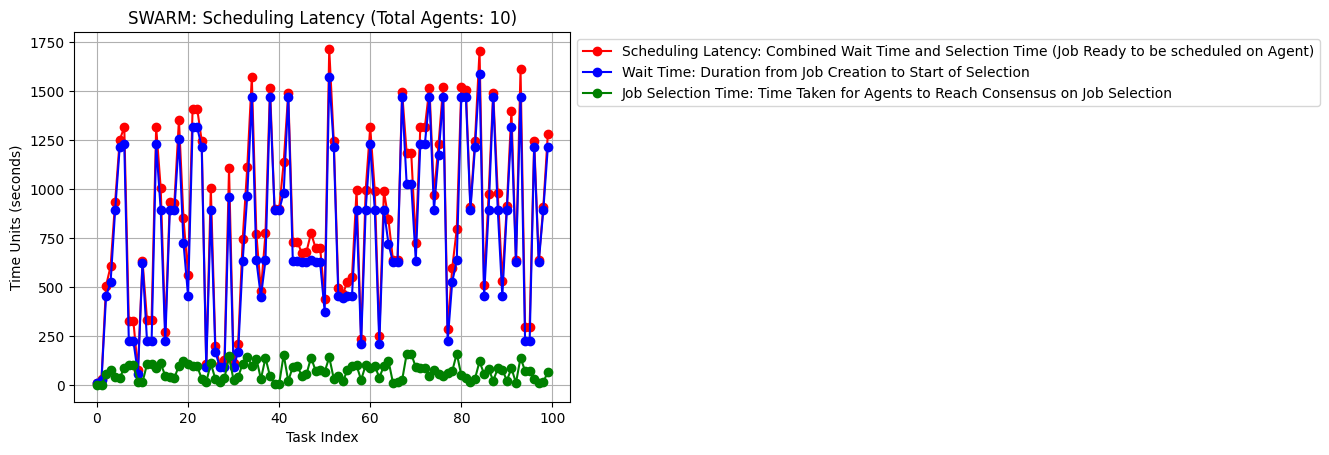 SWARM: Scheduling Latency (Total Agents: 10)
Scheduling Latency: Combined Wait Time and Selection Time (Job Ready to be scheduled on Agent)
Wait Time: Duration from Job Creation to Start of Selection
Job Selection Time: Time Taken for Agents to Reach Consensus on Job Selection
Time Units (seconds)
1750
1500
1250
1000
750
500
250
0
0 20 40 60 80 100
Task Index